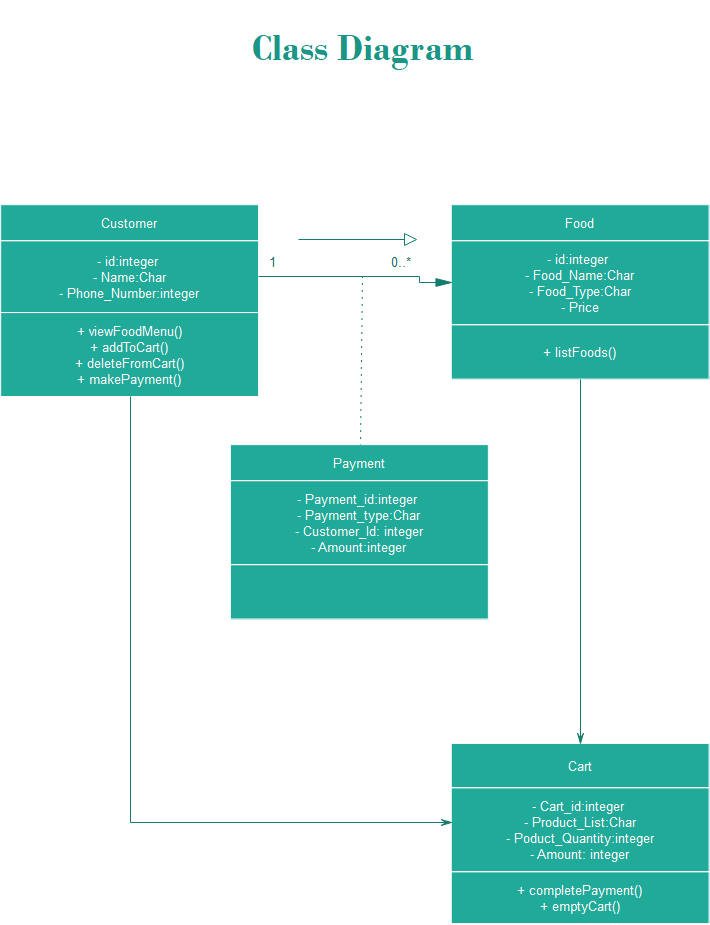 Class Diagram
Customer
- id:integer
- Name:Char
- Phone_Number:integer
+ viewFoodMenu()
+ addToCart()
+ deleteFromCart()
+ makePayment()
1
0..*
Food
- id:integer
- Food_Name:Char
- Food_Type:Char
- Price
+ listFoods()
Payment
- Payment_id:integer
- Payment_type:Char
- Customer_Id: integer
- Amount:integer
Cart
- Cart_id:integer
- Product_List:Char
- Poduct_Quantity:integer
- Amount: integer
+ completePayment()
+ emptyCart()